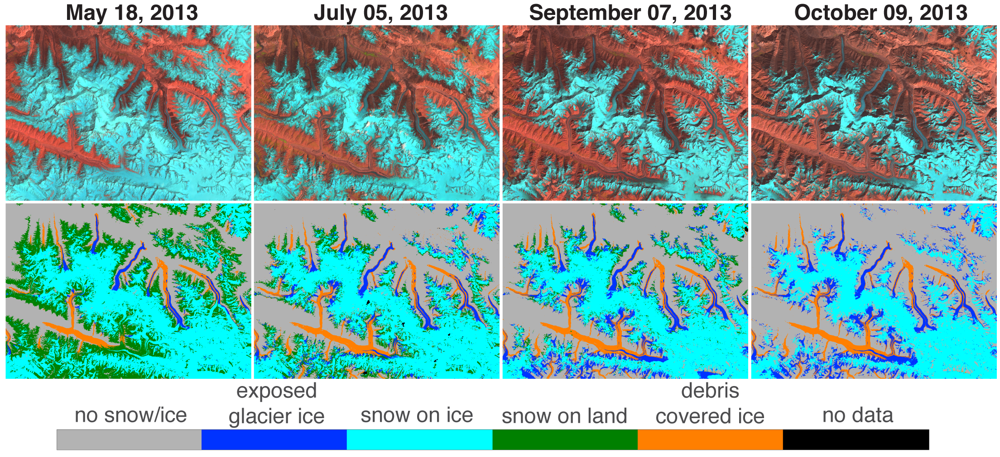 May 18, 2013
July 05, 2013
September 07, 2013
October 09, 2013
no snow/ice
exposed
glacier ice
snow on ice
snow on land
debris
covered ice
no data